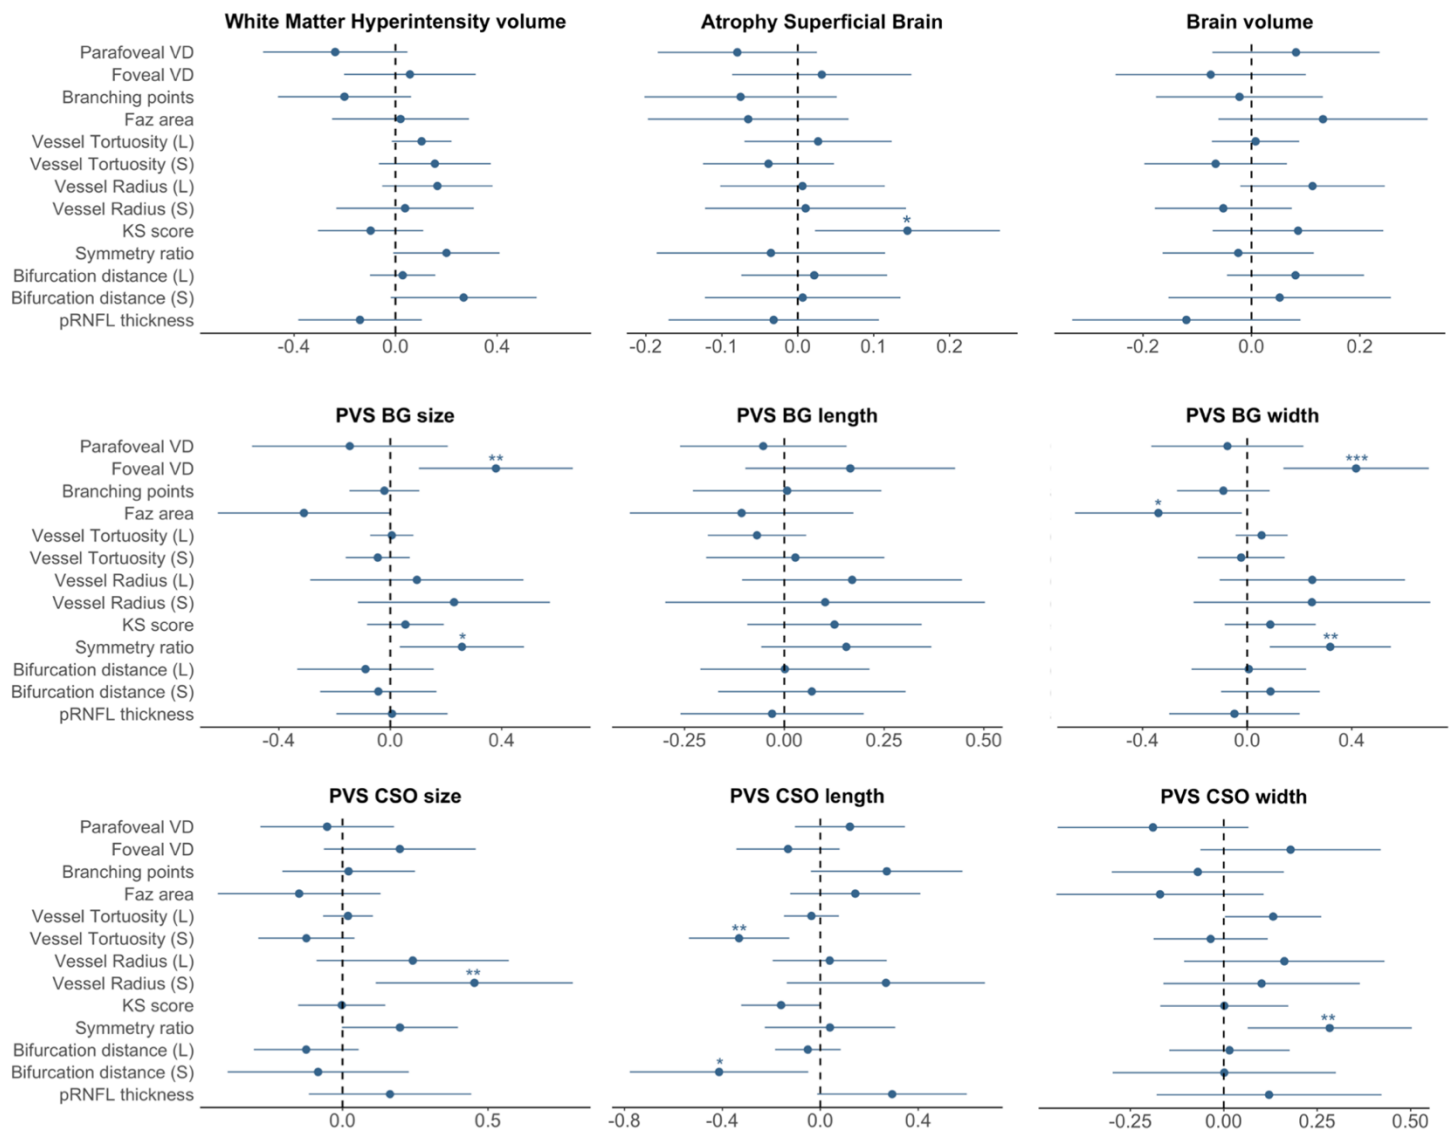 White Matter Hyperintensity volume
Parafoveal VD
Foveal VD
Branching points
Faz area
Vessel Tortuosity (L)
Vessel Tortuosity (S)
Vessel Radius (L)
Vessel Radius (S)
KS score
Symmetry ratio
Bifurcation distance (L)
Bifurcation distance (S)
pRNFL thickness
-0.4 0.0 0.4
Atrophy Superficial Brain
*
-0.2 -0.1 0.0 0.1 0.2
Brain volume
-0.2 0.0 0.2
PVS BG size
Parafoveal VD
Foveal VD
**
Branching points
Faz area
Vessel Tortuosity (L)
Vessel Tortuosity (S)
Vessel Radius (L)
Vessel Radius (S)
KS score
Symmetry ratio
*
Bifurcation distance (L)
Bifurcation distance (S)
pRNFL thickness
-0.4 0.0 0.4
PVS BG length
-0.25 0.00 0.25 0.50
PVS BG width
***
*
**
-0.4 0.0 0.4
PVS CSO size
Parafoveal VD
Foveal VD
Branching points
Faz area
Vessel Tortuosity (L)
Vessel Tortuosity (S)
Vessel Radius (L)
Vessel Radius (S)
**
KS score
Symmetry ratio
Bifurcation distance (L)
Bifurcation distance (S)
pRNFL thickness
0.0 0.5
PVS CSO length
**
*
-0.8 -0.4 0.0 0.4
PVS CSO width
**
-0.25 0.00 0.25 0.50